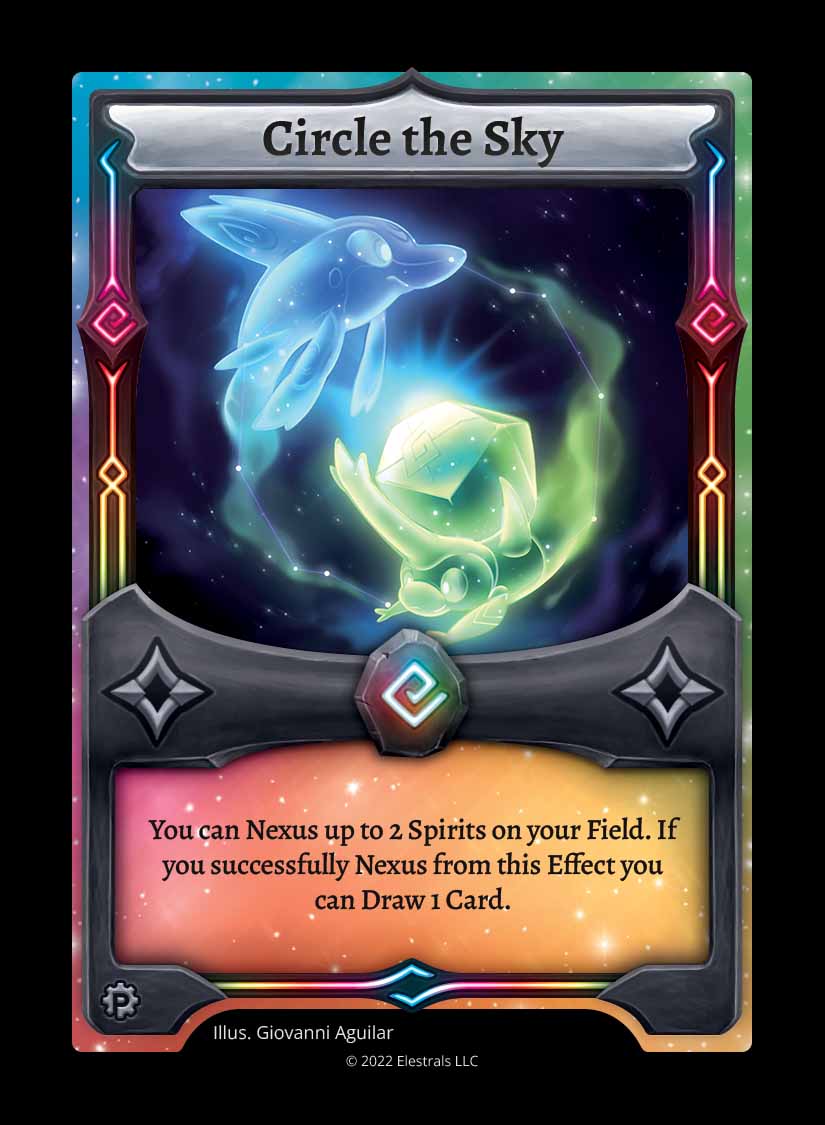 Circle the Sky
You can Nexus up to 2 Spirits on your Field. If
you successfully Nexus from this Effect you
can Draw 1 Card.
P
Illus. Giovanni Aguilar
© 2022 Elestrals LLC